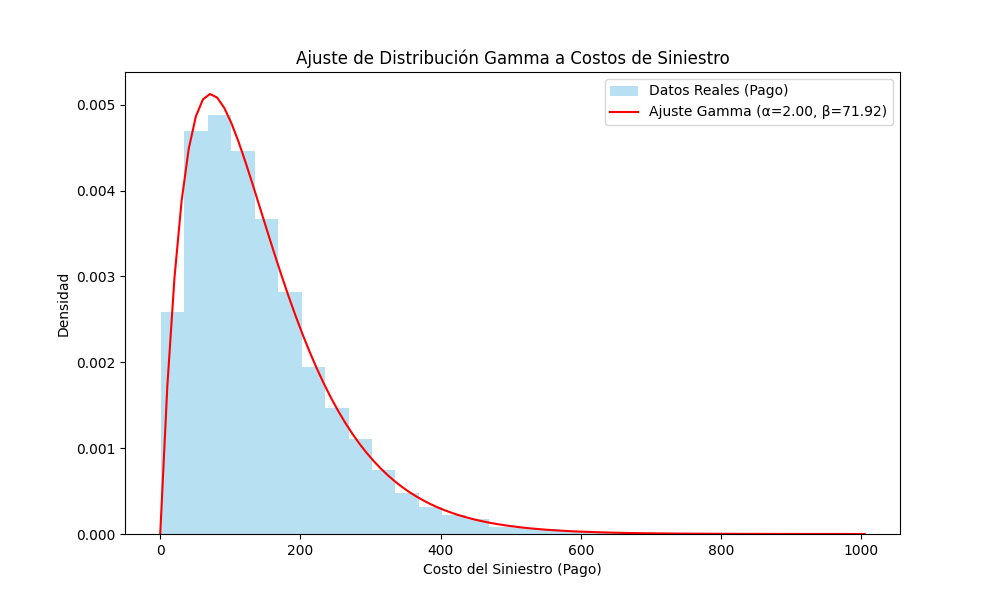 Ajuste de Distribución Gamma a Costos de Siniestro
Datos Reales (Pago)
Ajuste Gamma (α=2.00, β=71.92)
0.005
0.004
0.003
0.002
0.001
0.000
Densidad
0 200 400 600 800 1000
Costo del Siniestro (Pago)